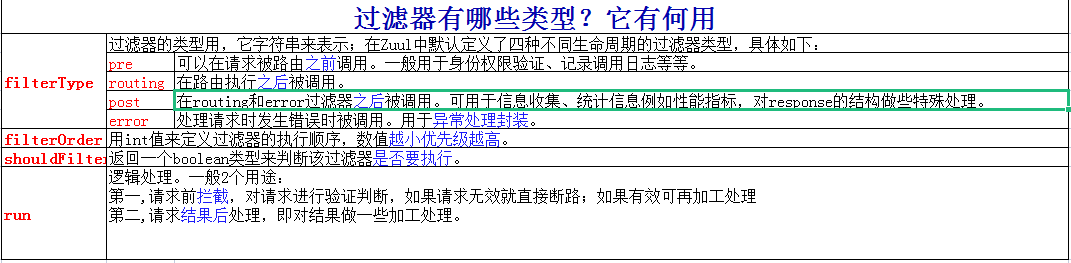 过滤器有哪些类型？它有何用
过滤器的类型用，它字符串来表示；在Zuul中默认定义了四种不同生命周期的过滤器类型，具体如下：
filterType
pre 可以在请求被路由之前调用。一般用于身份权限验证、记录调用日志等等。
routing 在路由执行之后被调用。
post 在routing和error过滤器之后被调用。可用于信息收集、统计信息例如性能指标，对response的结构做些特殊处理。
error 处理请求时发生错误时被调用。用于异常处理封装。
filterOrder 用int值来定义过滤器的执行顺序，数值越小优先级越高。
shouldFilte 返回一个boolean类型来判断该过滤器是否要执行。
run
逻辑处理。一般2个用途：
第一,请求前拦截，对请求进行验证判断，如果请求无效就直接断路；如果有效可再加工处理
第二,请求结果后处理，即对结果做一些加工处理。